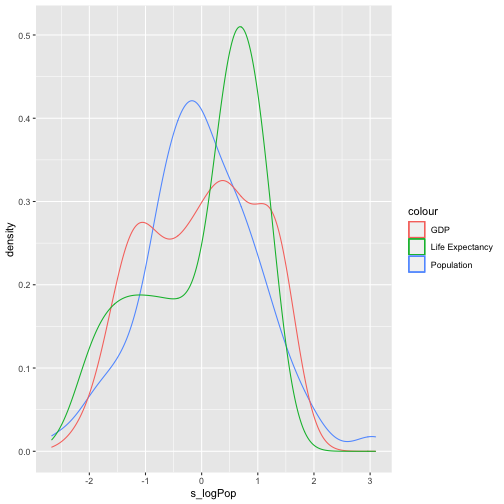 0.5
0.4
0.3
0.2
0.1
0.0
density
-2 -1 0 1 2 3
s_logPop
colour
GDP
Life Expectancy
Population